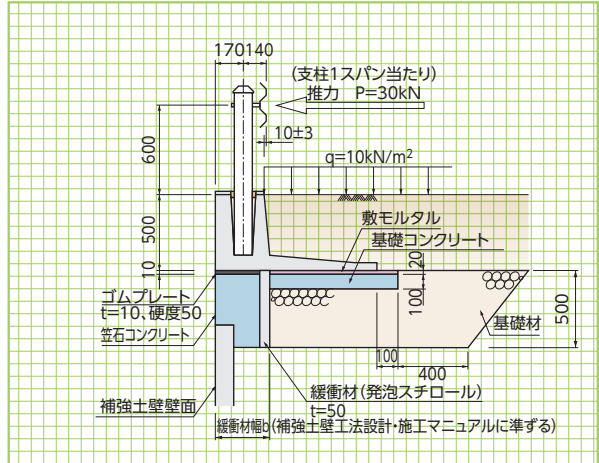 170 140
(支柱1スパン当たり)
推力 P=30kN
10±3
600
q=10kN/m²
500
敷モルタル
基礎コンクリート
10
20
ゴムプレート
t=10、硬度50
100
500
笠石コンクリート
基礎材
100
400
緩衝材(発泡スチロール)
t=50
補強土壁壁面
緩衝材幅b(補強土壁工法設計・施工マニュアルに準ずる)